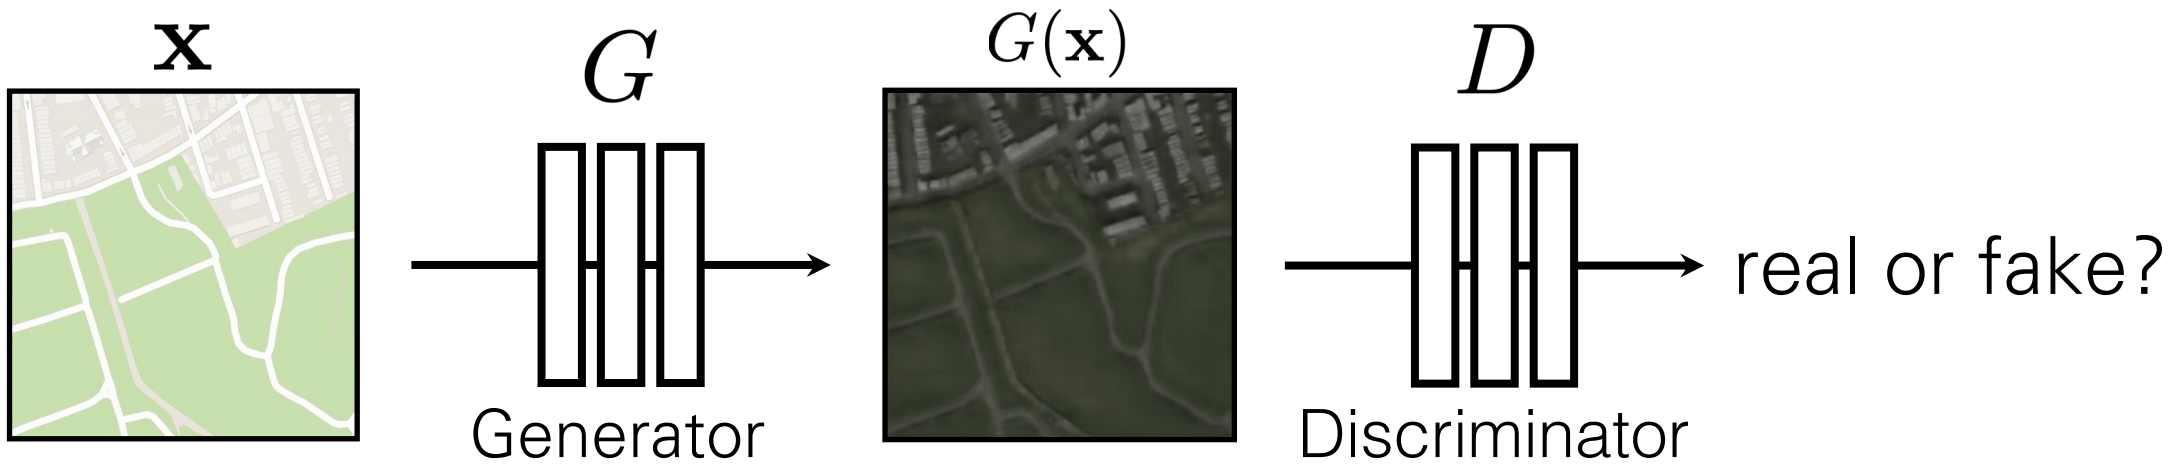 x
G
G(x)
D
Generator
Discriminator
real or fake?